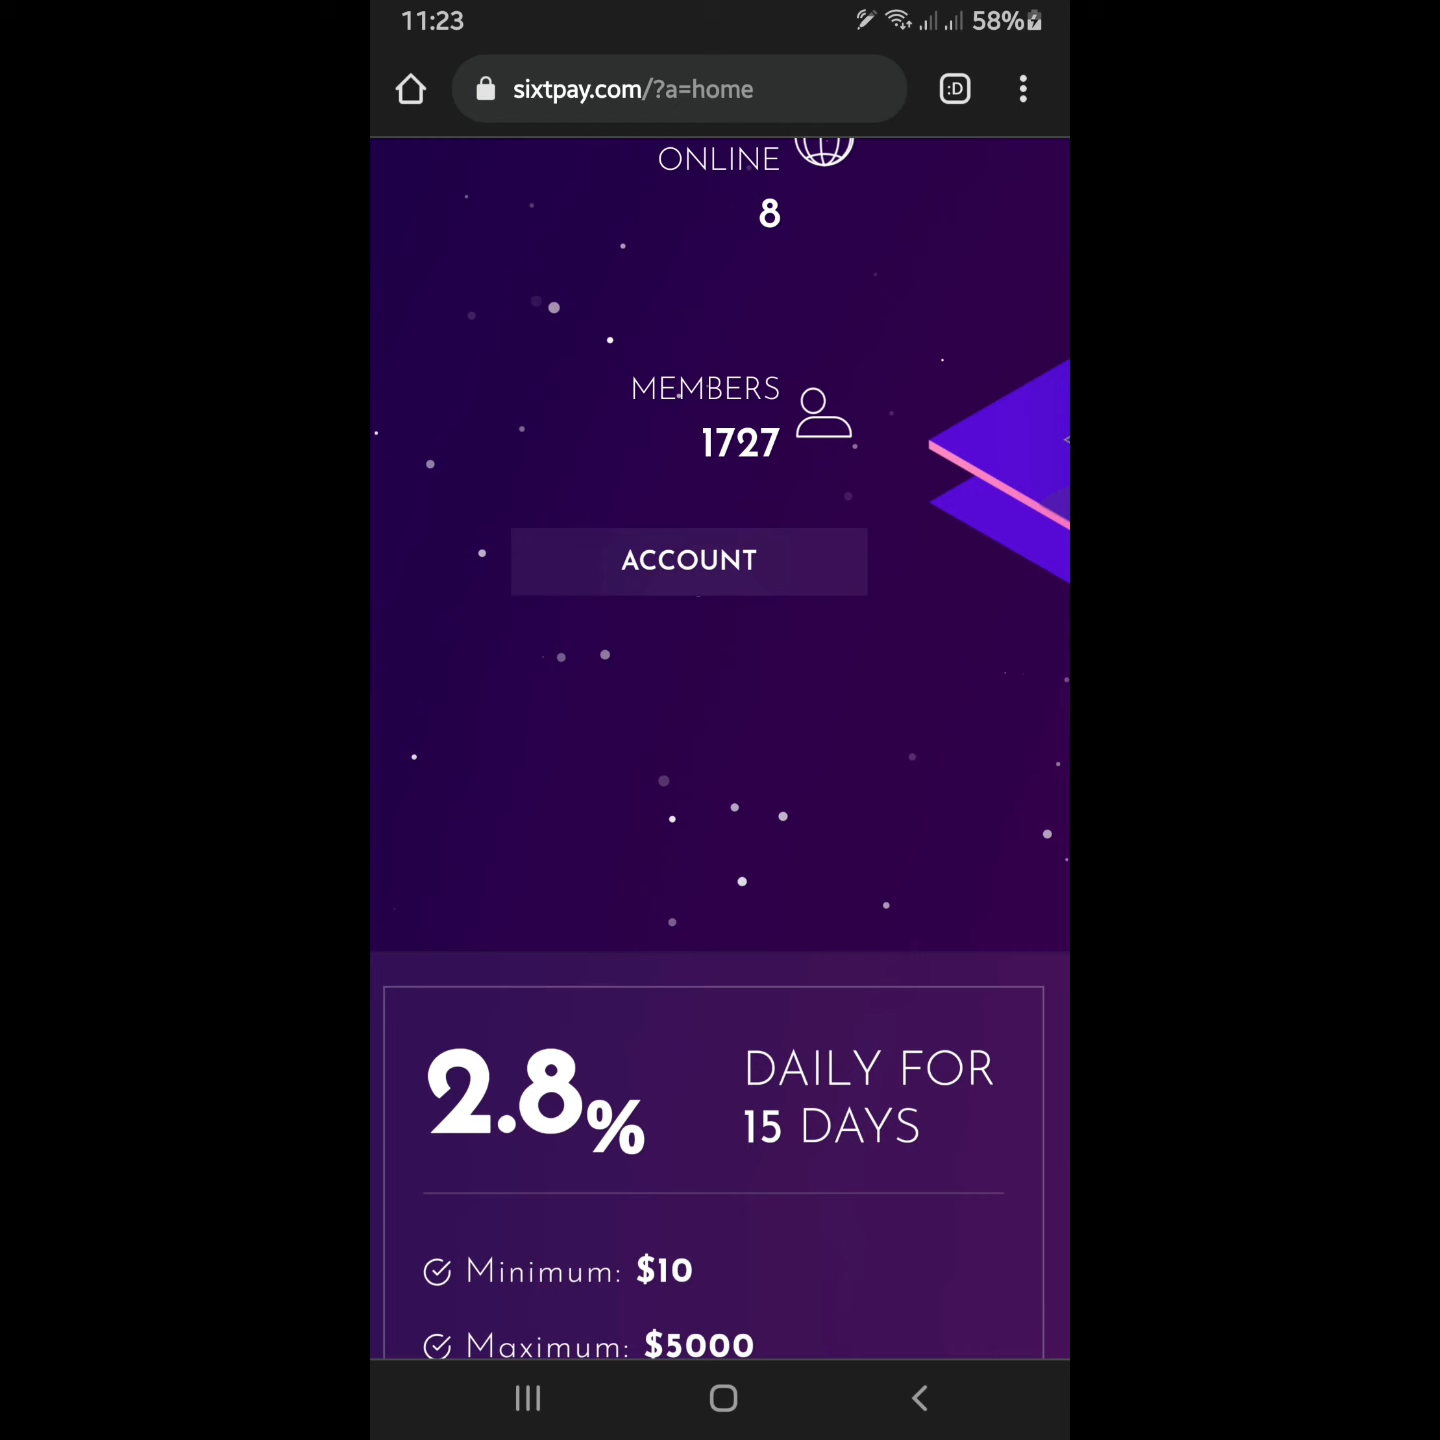 11:23
58%
sixtpay.com/?a=home
:D
ONLINE
8
MEMBERS
1727
ACCOUNT
2.8%
DAILY FOR
15 DAYS
Minimum: $10
Maximum: $5000